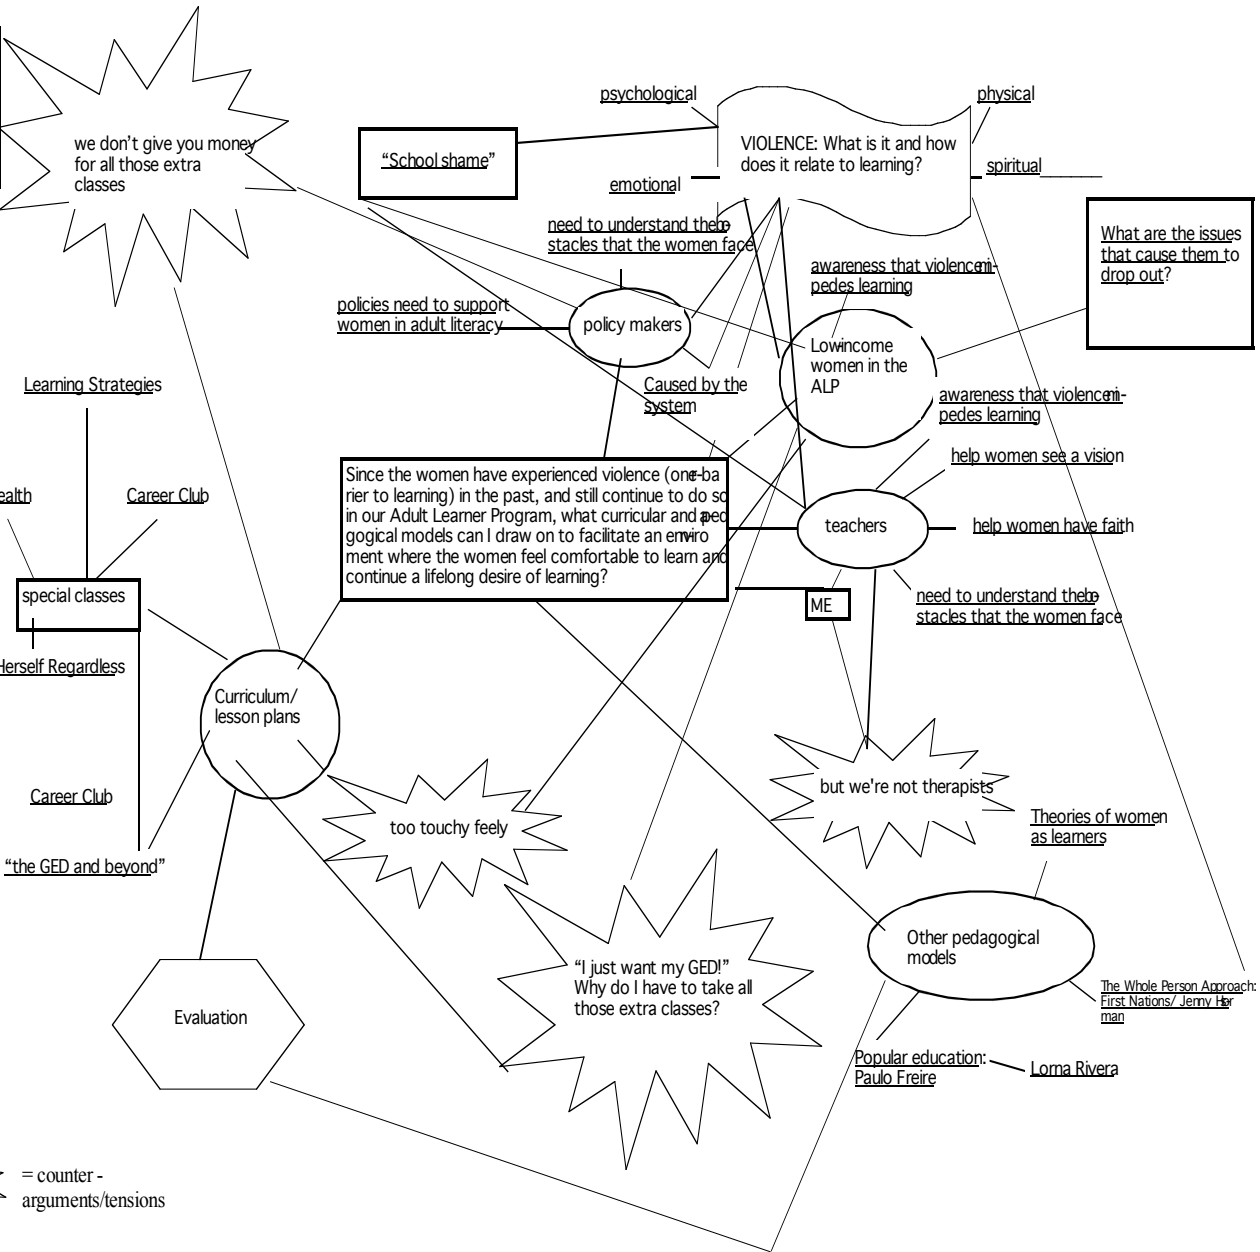 psychological
physical
we don't give you money
for all those extra
classes
"School shame"
VIOLENCE: What is it and how
does it relate to learning?
emotional
spiritual______
need to understand the
stacles that the women face
What are the issues
that cause them to
drop out?
awareness that violence
pedes learning
policies need to support
women in adult literacy
policy makers
Low-income
women in the
ALP
Learning Strategies
Caused by the
system
awareness that violence
pedes learning
help women see a vision
ealth
Career Club
Since the women have experienced violence (one ba
rier to learning) in the past, and still continue to do so
in our Adult Learner Program, what curricular and
gogical models can I draw on to facilitate an enviro
ment where the women feel comfortable to learn and
continue a lifelong desire of learning?
teachers
help women have faith
special classes
ME
need to understand the
stacles that the women face
Herself Regardless
Curriculum/
lesson plans
but we're not therapists
Career Club
too touchy feely
Theories of women
as learners
"the GED and beyond"
Other pedagogical
models
"I just want my GED!"
Why do I have to take all
those extra classes?
The Whole Person Approach:
First Nations/ Jenny
man
Evaluation
Popular education:
Paulo Freire
Lorna Rivera
= counter -
arguments/tensions